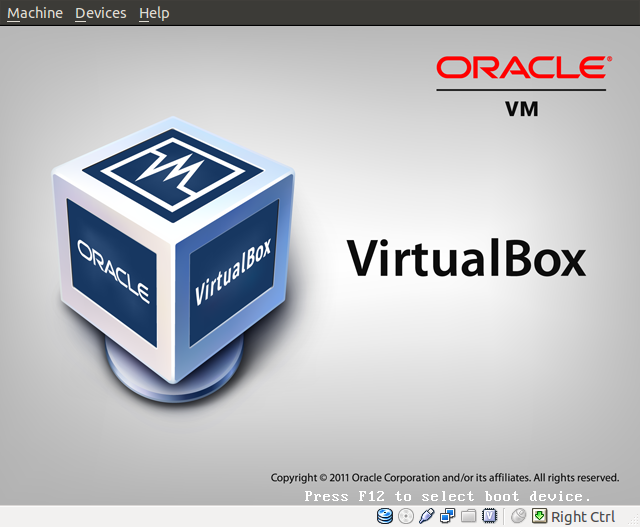 Machine Devices Help
ORACLE®
VM
ORACLE
VirtualBox
VirtualBox
Copyright © 2011 Oracle Corporation and/or its affiliates. All rights reserved.
Press F12 to select boot device.
Right Ctrl